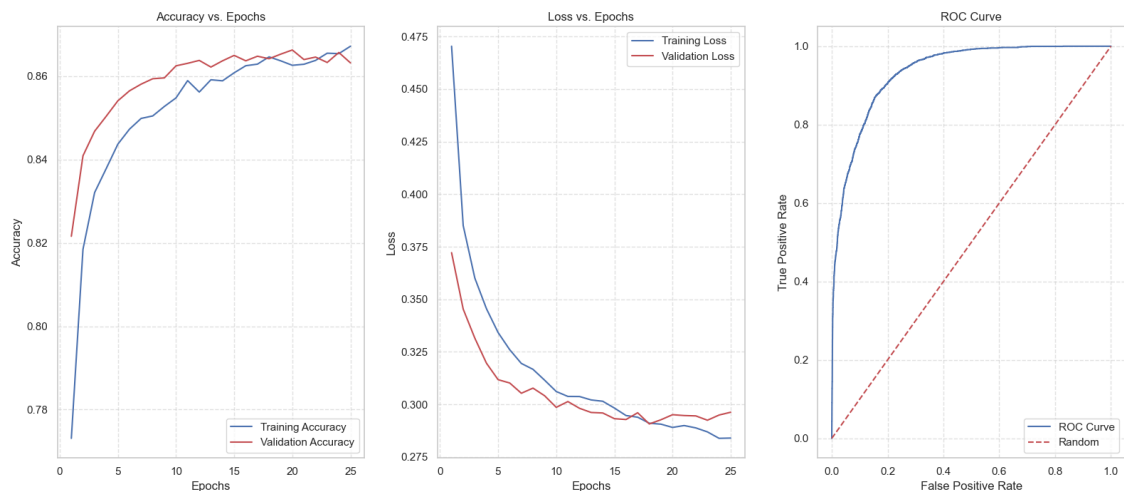 Accuracy vs. Epochs
0.86
0.84
0.82
0.80
0.78
Accuracy
0 5 10 15 20 25
Epochs
Training Accuracy
Validation Accuracy
Loss vs. Epochs
0.475
0.450
0.425
0.400
0.375
0.350
0.325
0.300
0.275
Loss
0 5 10 15 20 25
Epochs
Training Loss
Validation Loss
ROC Curve
1.0
0.8
0.6
0.4
0.2
0.0
True Positive Rate
0.0 0.2 0.4 0.6 0.8 1.0
False Positive Rate
ROC Curve
Random